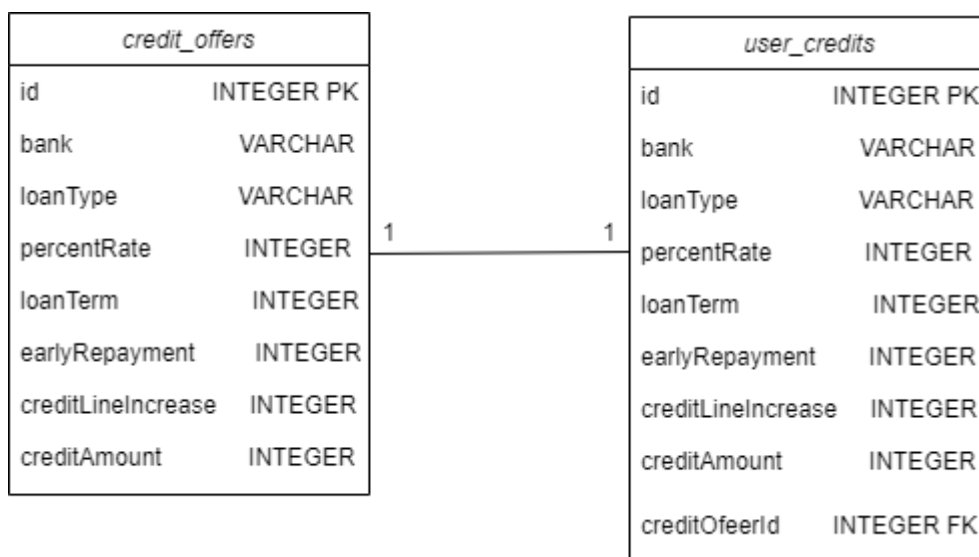 credit_offers
id INTEGER PK
bank VARCHAR
loanType VARCHAR
percentRate INTEGER
loanTerm INTEGER
earlyRepayment INTEGER
creditLineIncrease INTEGER
creditAmount INTEGER
1 1
user_credits
id INTEGER PK
bank VARCHAR
loanType VARCHAR
percentRate INTEGER
loanTerm INTEGER
earlyRepayment INTEGER
creditLineIncrease INTEGER
creditAmount INTEGER
creditOfeerId INTEGER FK